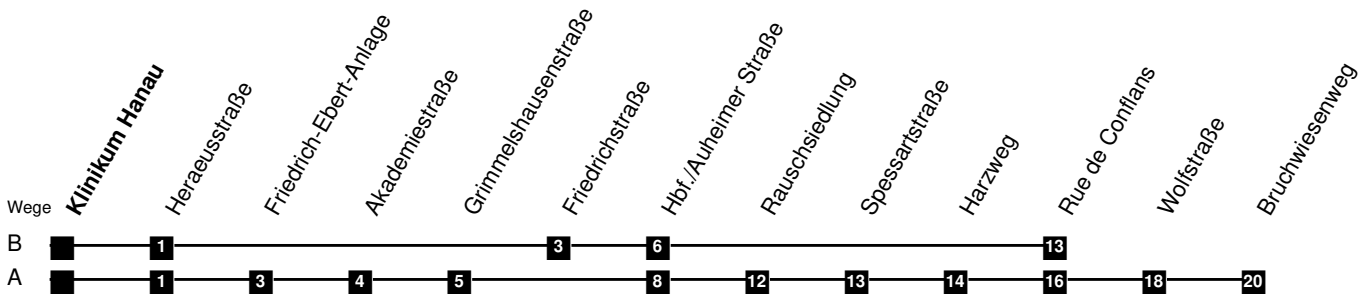 Klinikum Hanau
Heraeusstraße
Friedrich-Ebert-Anlage
Akademiestraße
Grimmelshausenstraße
Friedrichstraße
Hbf./Auheimer Straße
Rauschsiedlung
Spessartstraße
Harzweg
Rue de Conflans
Wolfstraße
Bruchwiesenweg
Wege
B 1 3 6 13
A 1 3 4 5 8 12 13 14 16 18 20